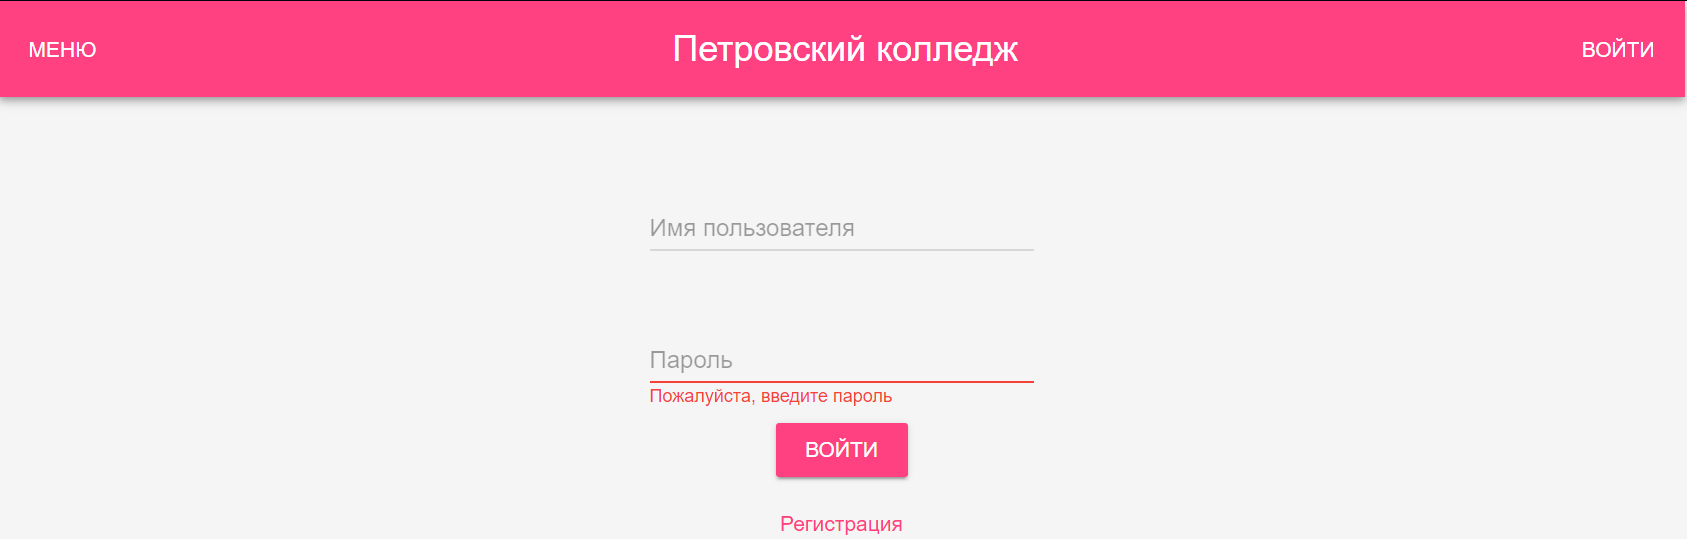 МЕНЮ
Петровский колледж
ВОЙТИ
Имя пользователя
Пароль
Пожалуйста, введите пароль
ВОЙТИ
Регистрация